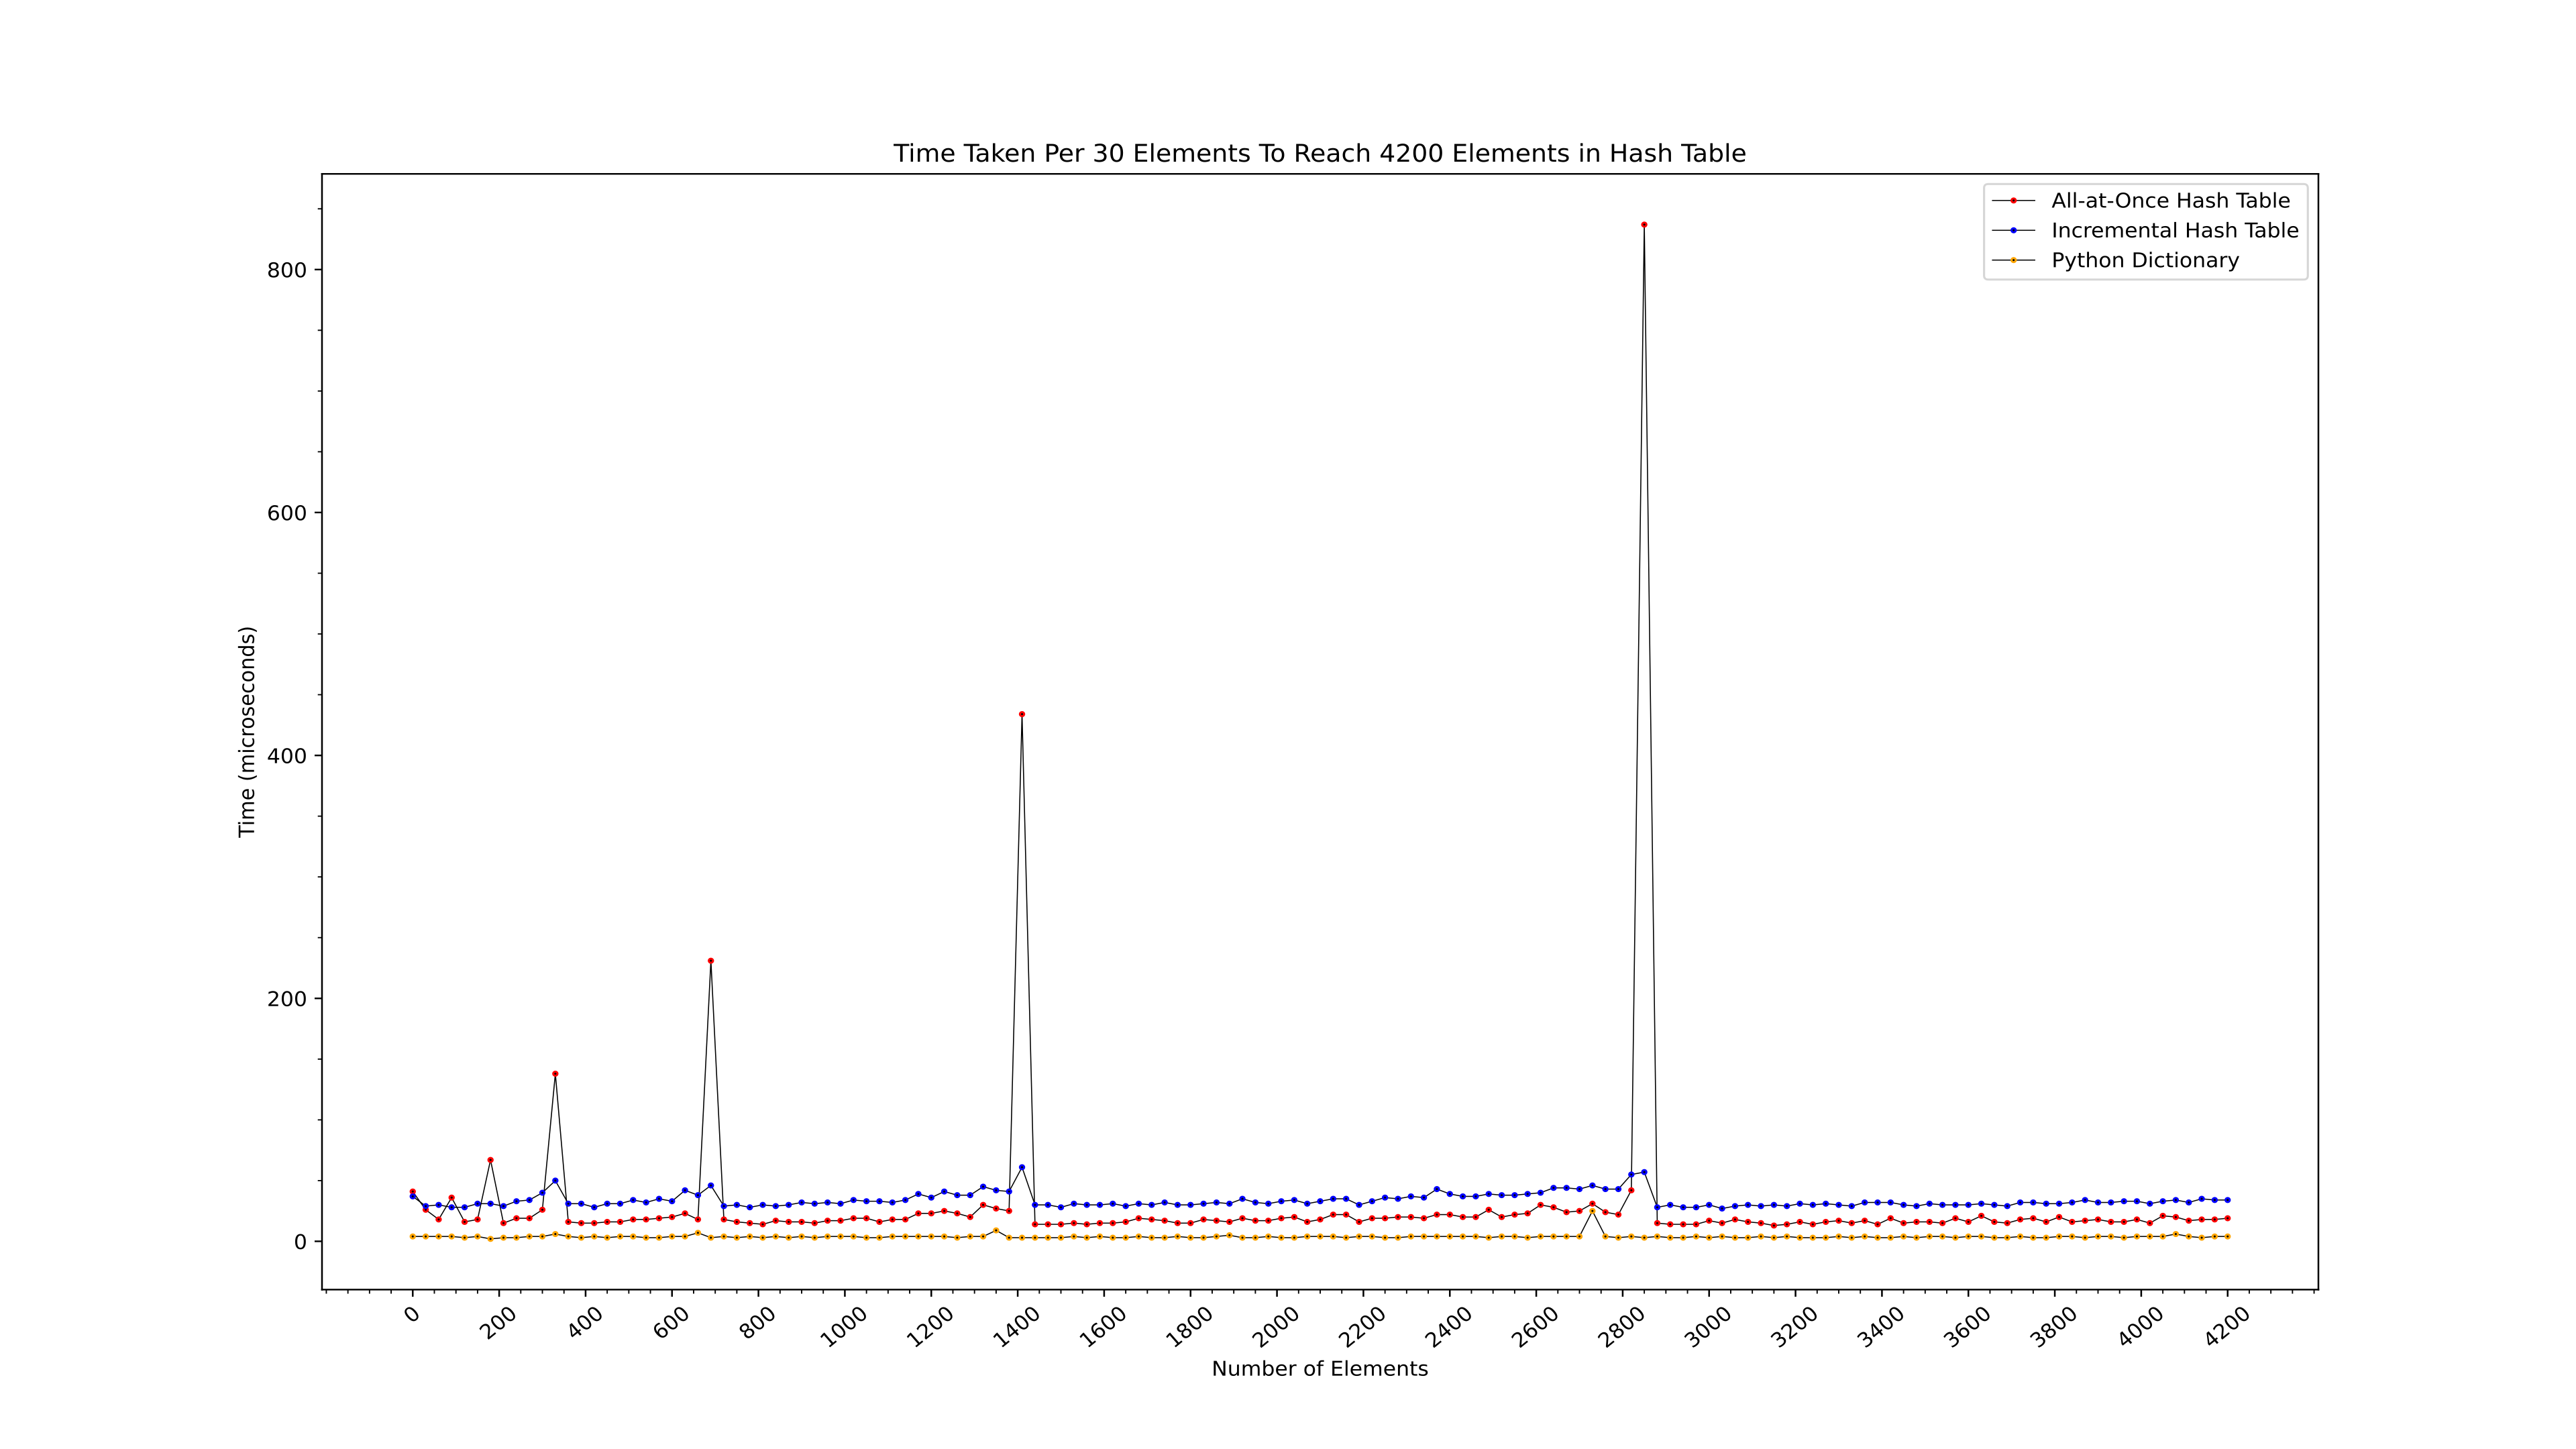 Time Taken Per 30 Elements To Reach 4200 Elements in Hash Table
All-at-Once Hash Table
Incremental Hash Table
Python Dictionary
800
600
400
200
0
Time (microseconds)
0 200 400 600 800 1000 1200 1400 1600 1800 2000 2200 2400 2600 2800 3000 3200 3400 3600 3800 4000 4200
Number of Elements